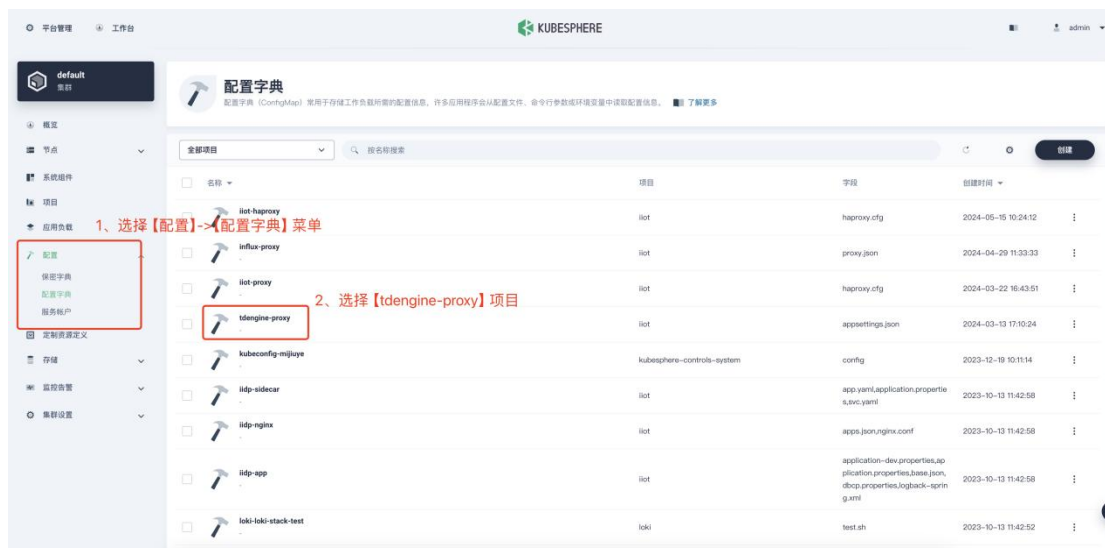 平台管理 工作台 KUBESPHERE admin
default
集群
概览
节点
系统组件
项目
应用负载
配置
保密字典
配置字典
服务帐户
定制资源定义
存储
监控告警
集群设置
配置字典
配置字典（ConfigMap）常用于存储工作负载所需的配置信息，许多应用程序会从配置文件、命令行参数或环境变量中读取配置信息。 了解更多
全部项目 按名称搜索 创建
名称 项目 字段 创建时间
iiot-haproxy iiot haproxy.cfg 2024-05-15 10:24:12
-
1、选择【配置】->【配置字典】菜单
influx-proxy iiot proxy.json 2024-04-29 11:33:33
-
iiot-proxy iiot haproxy.cfg 2024-03-22 16:43:51
-
2、选择【tdengine-proxy】项目
tdengine-proxy iiot appsettings.json 2024-03-13 17:10:24
-
kubeconfig-mijiuye kubesphere-controls-system config 2023-12-19 10:11:14
-
iidp-sidecar iiot app.yaml,application.propertie
s,svc.yaml 2023-10-13 11:42:58
-
iidp-nginx iiot apps.json,nginx.conf 2023-10-13 11:42:58
-
iidp-app iiot application-dev.properties,ap
plication.properties,base.json,
dbcp.properties,logback-sprin
g.xml 2023-10-13 11:42:58
-
loki-loki-stack-test loki test.sh 2023-10-13 11:42:52
-